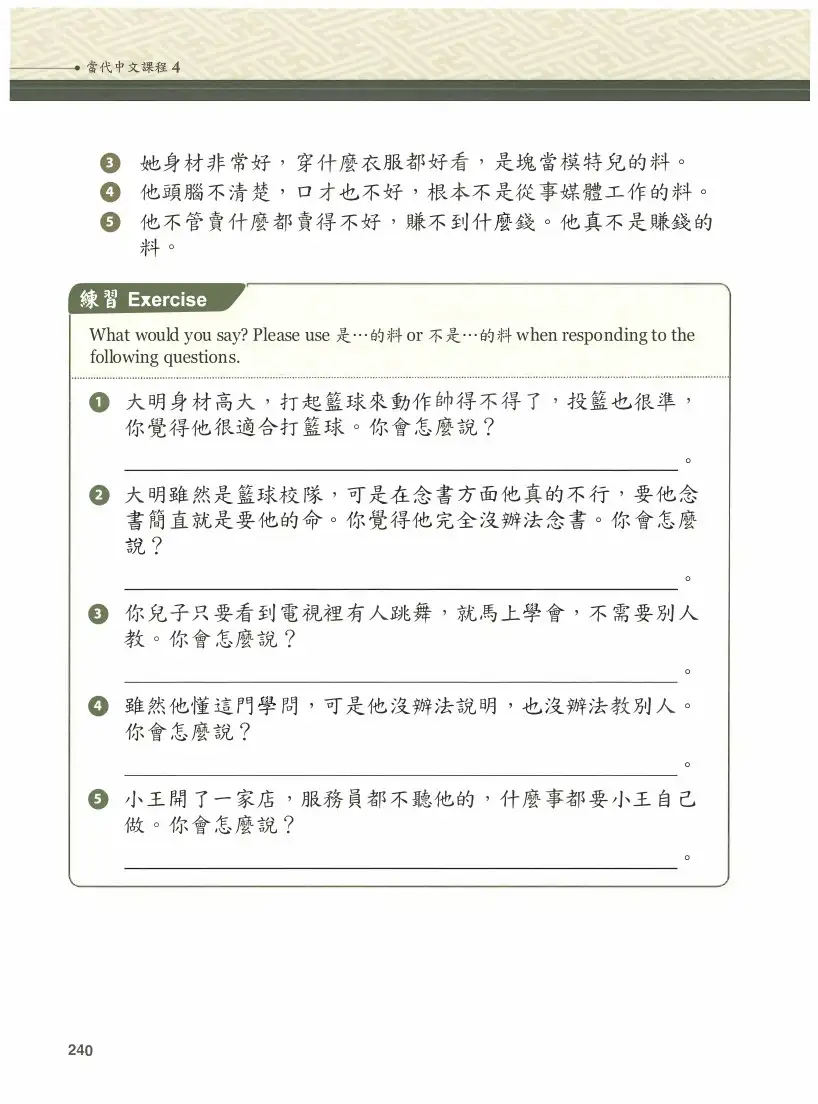 當代中文課程 4
3 她身材非常好，穿什麼衣服都好看，是塊當模特兒的料。
4 他頭腦不清楚，口才也不好，根本不是從事媒體工作的料。
5 他不管賣什麼都賣得不好，賺不到什麼錢。他真不是賺錢的
料。
練習 Exercise
What would you say? Please use 是…的料 or 不是…的料 when responding to the
following questions.
1 大明身材高大，打起籃球來動作帥得不得了，投籃也很準，
你覺得他很適合打籃球。你會怎麼說？
。
2 大明雖然是籃球校隊，可是在念書方面他真的不行，要他念
書簡直就是要他的命。你覺得他完全沒辦法念書。你會怎麼
說？
。
3 你兒子只要看到電視裡有人跳舞，就馬上學會，不需要別人
教。你會怎麼說？
。
4 雖然他懂這門學問，可是他沒辦法說明，也沒辦法教別人。
你會怎麼說？
。
5 小王開了一家店，服務員都不聽他的，什麼事都要小王自己
做。你會怎麼說？
。
240